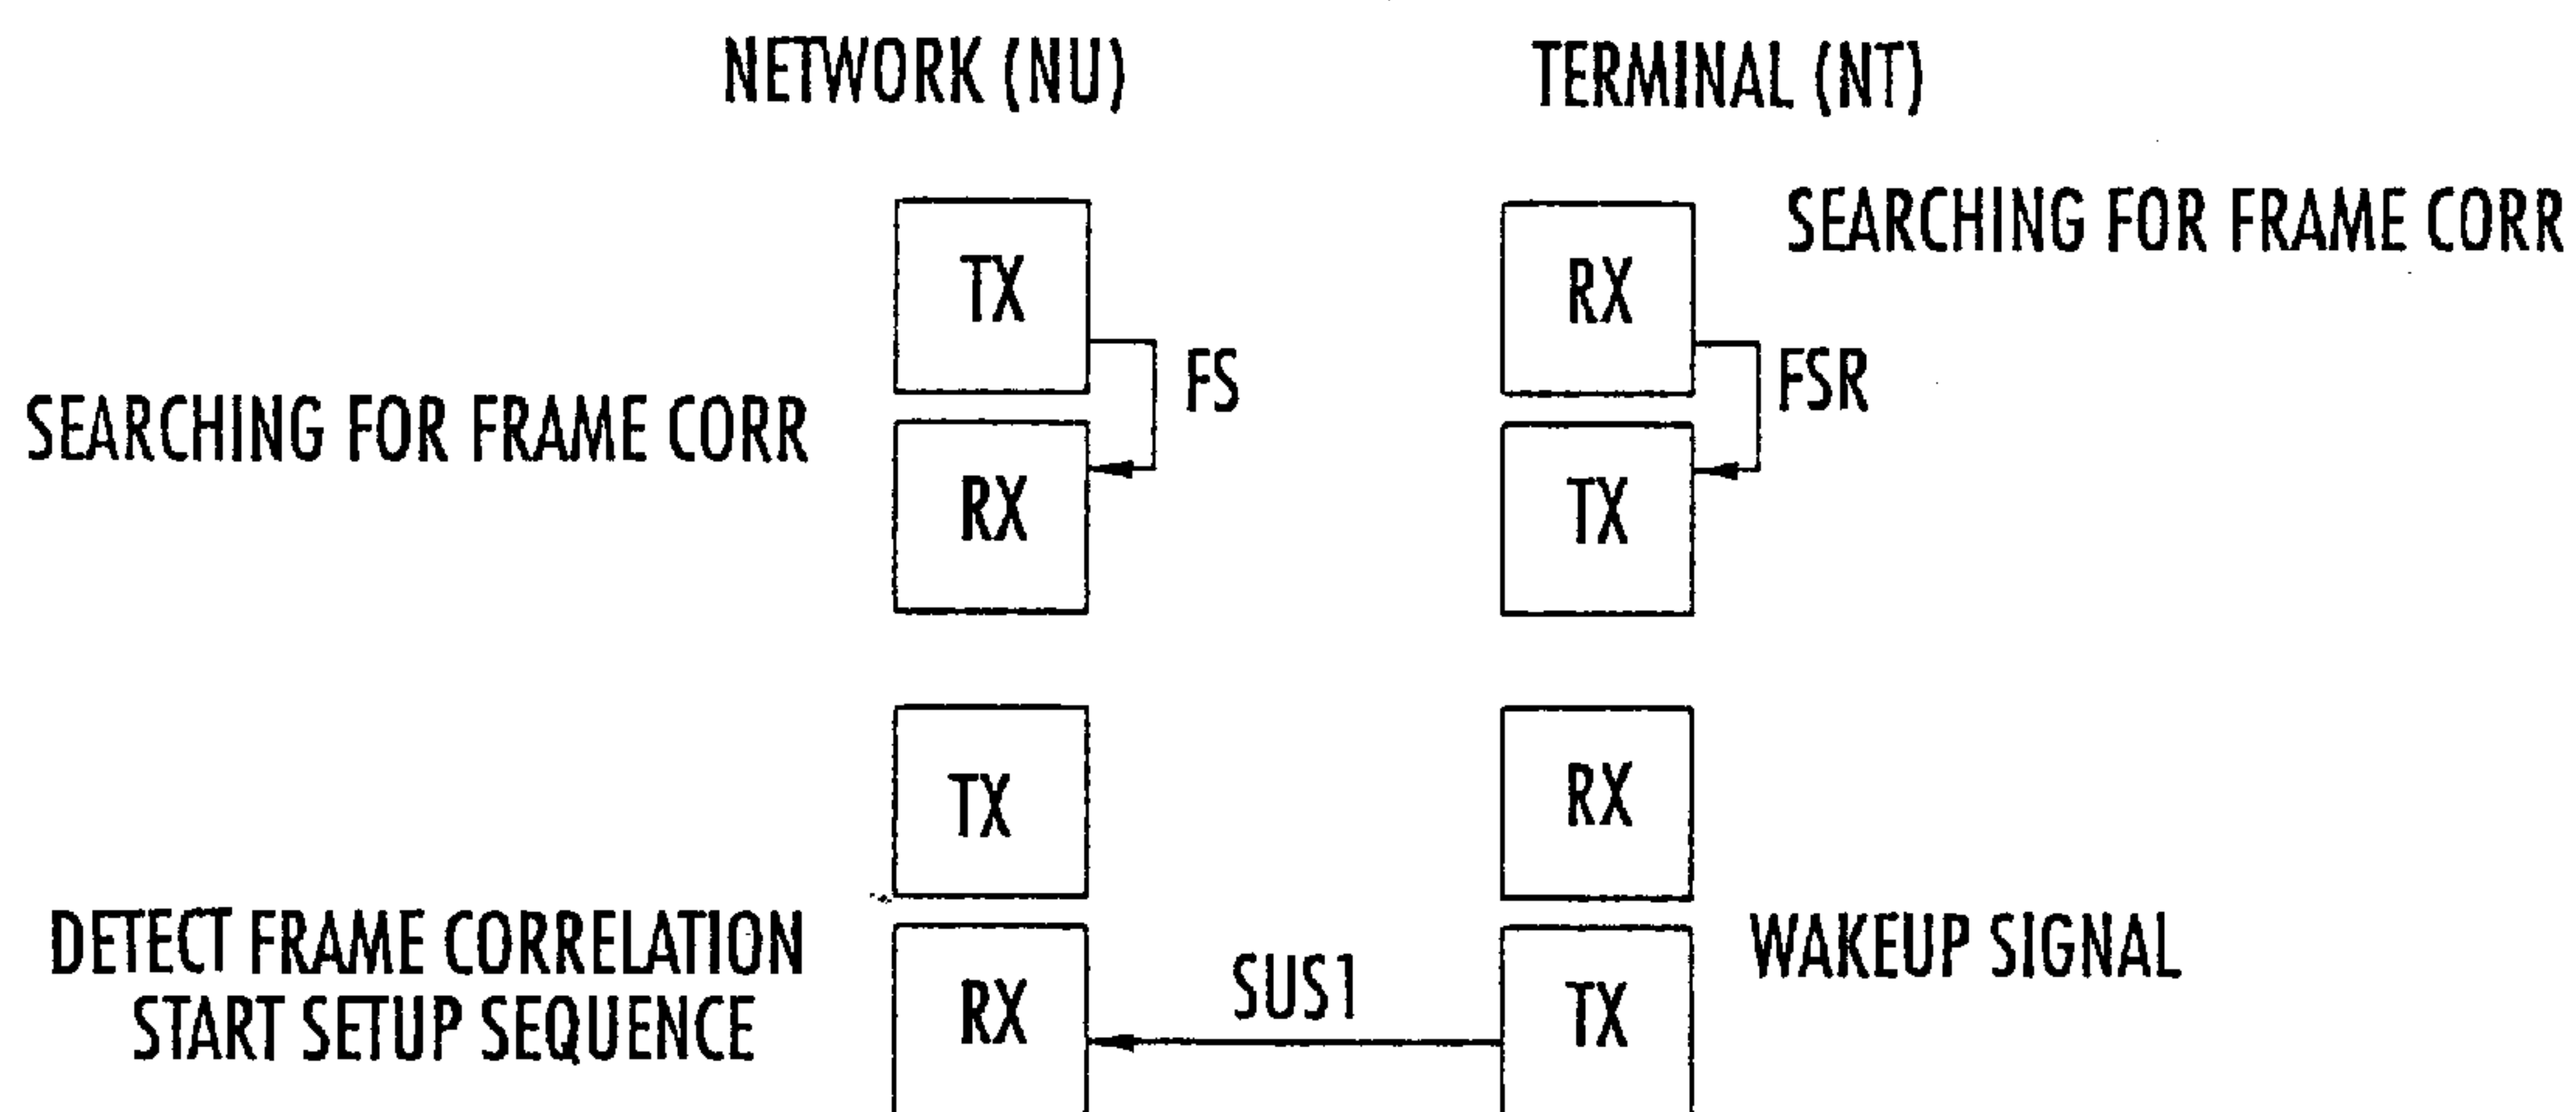 NETWORK (NU)
TERMINAL (NT)
SEARCHING FOR FRAME CORR
TX
RX
FS
FSR
SEARCHING FOR FRAME CORR
RX
TX
TX
RX
DETECT FRAME CORRELATION
START SETUP SEQUENCE
WAKEUP SIGNAL
SUS1
RX
TX